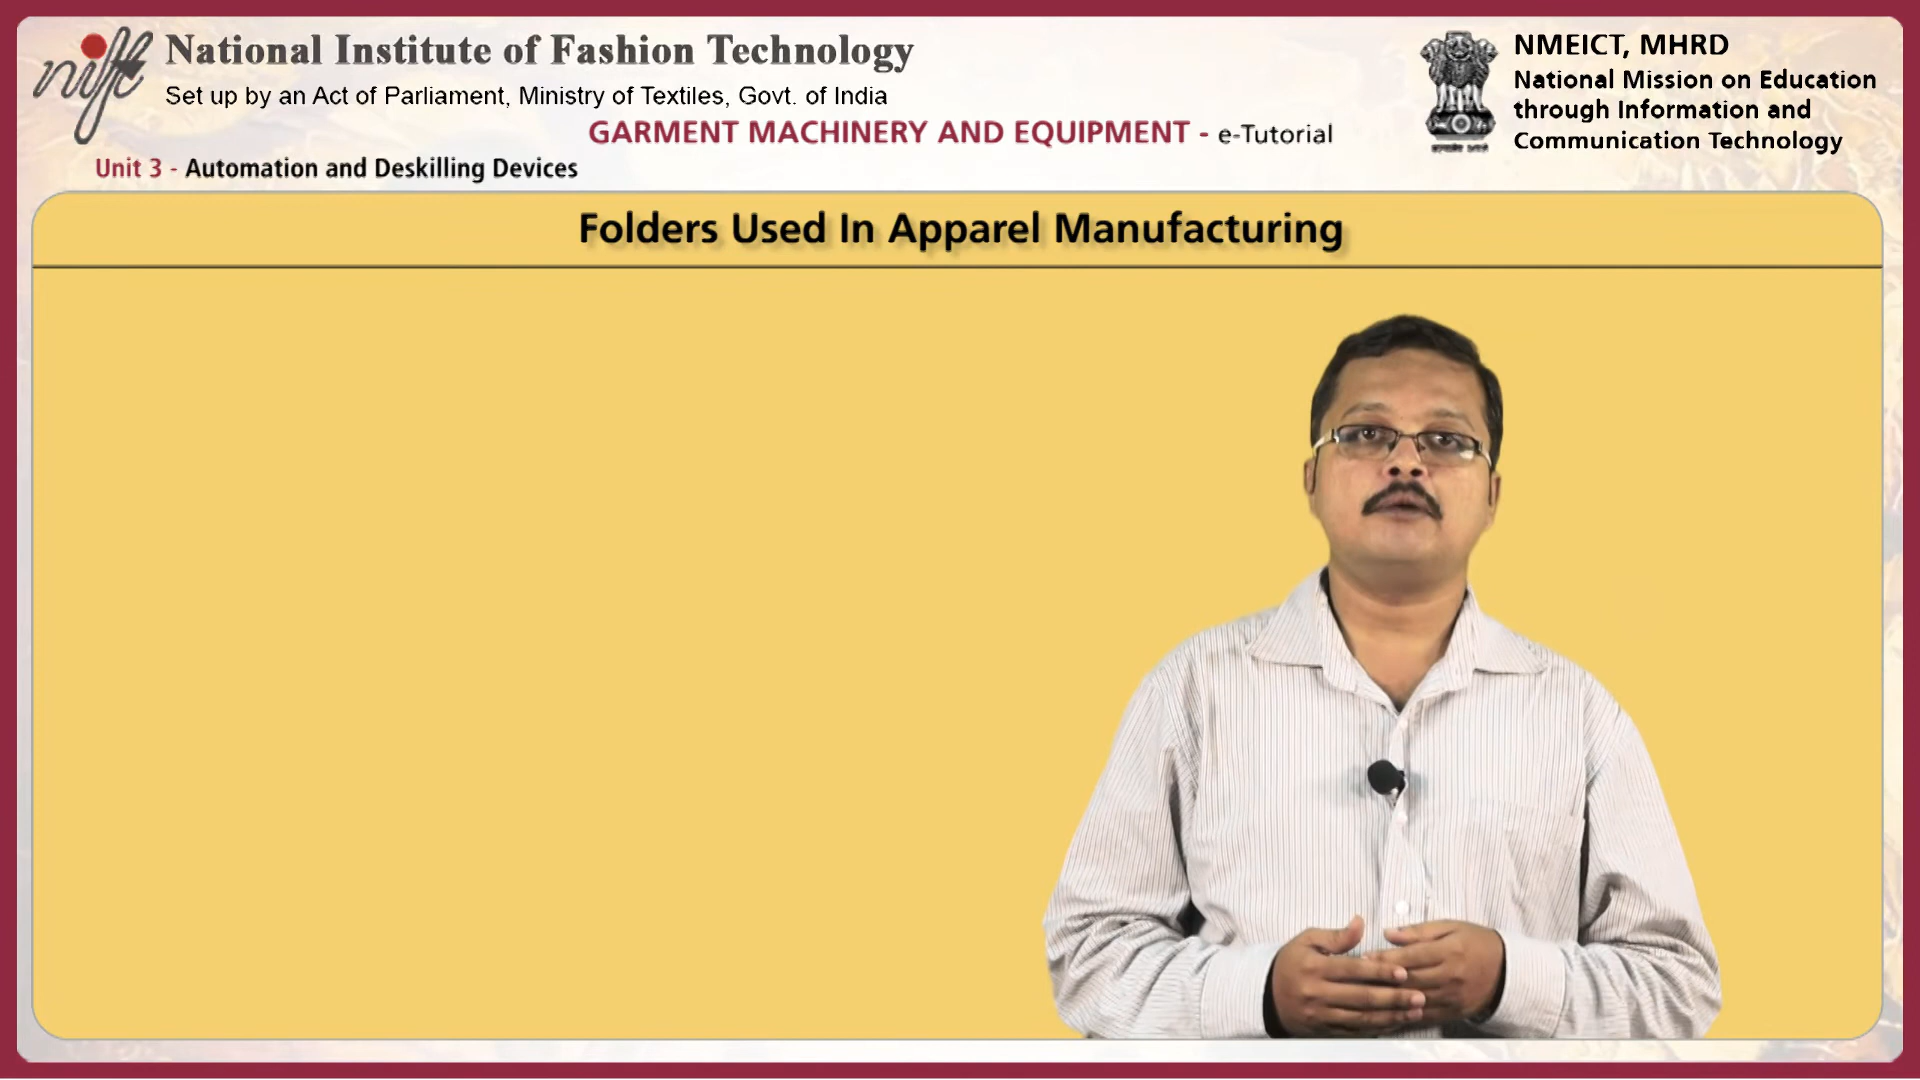 nift National Institute of Fashion Technology
Set up by an Act of Parliament, Ministry of Textiles, Govt. of India
GARMENT MACHINERY AND EQUIPMENT - e-Tutorial
NMEICT, MHRD
National Mission on Education
through Information and
Communication Technology
Unit 3 - Automation and Deskilling Devices
Folders Used In Apparel Manufacturing